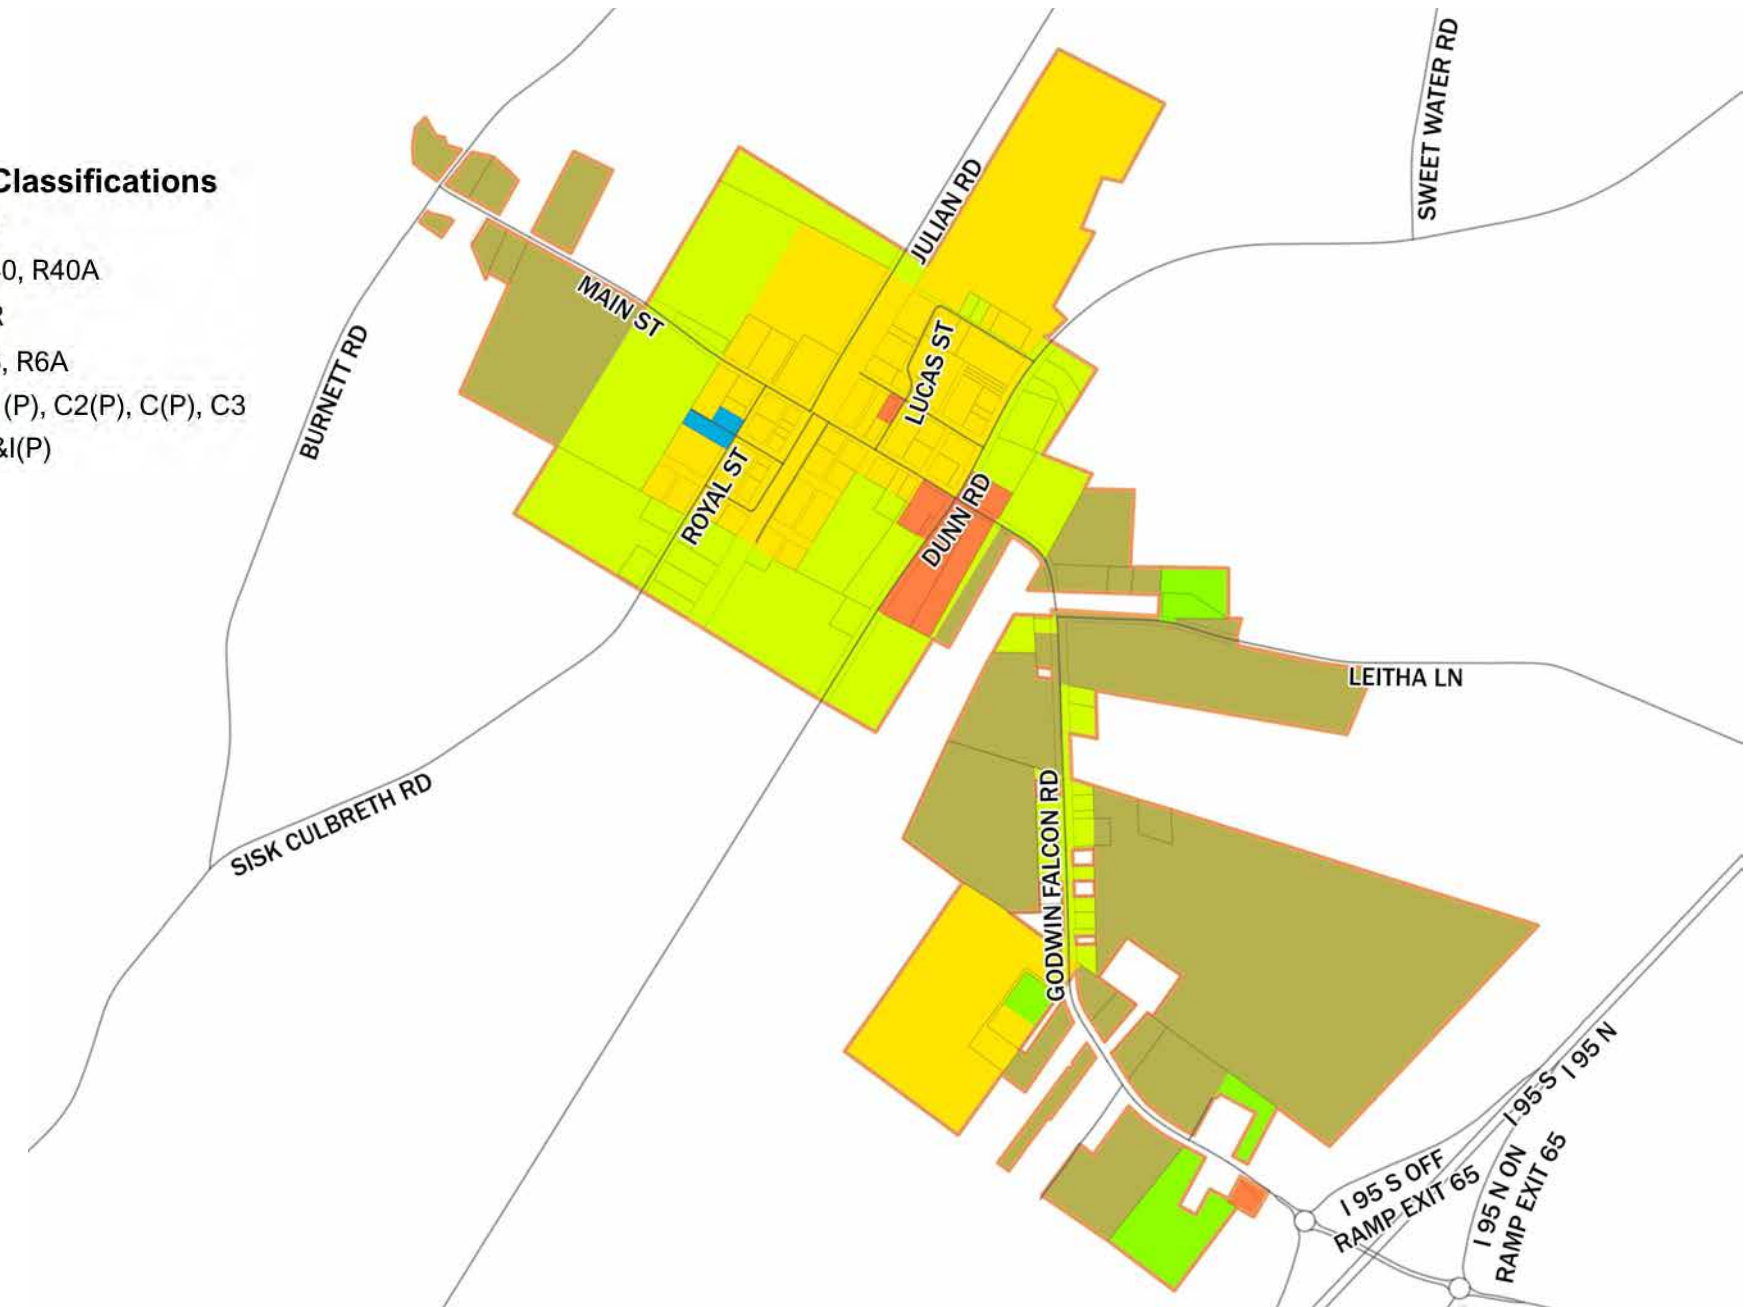 Classifications
0, R40A
R
, R6A
(P), C2(P), C(P), C3
&I(P)
SWEET WATER RD
JULIAN RD
MAIN ST
LUCAS ST
BURNETT RD
ROYAL ST
DUNN RD
LEITHA LN
GODWIN FALCON RD
SISK CULBRETH RD
I 95 N
I 95 S
I 95 S OFF
RAMP EXIT 65
I 95 N ON
RAMP EXIT 65